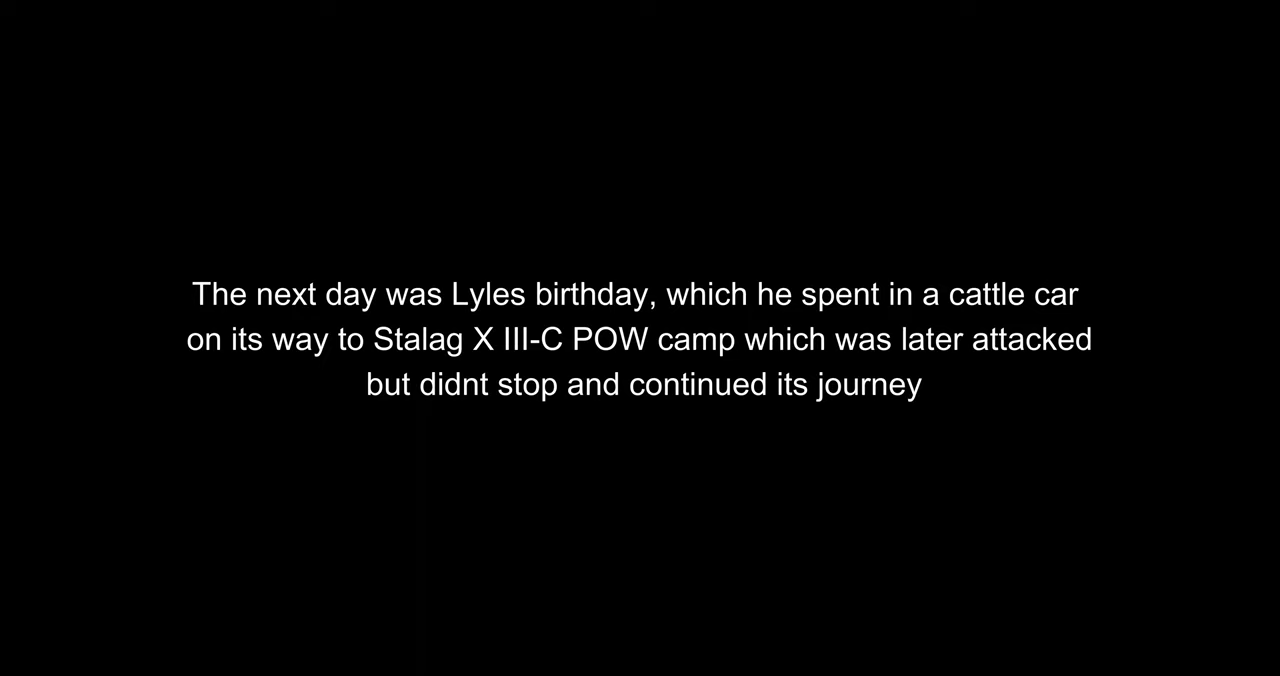 The next day was Lyles birthday, which he spent in a cattle car
on its way to Stalag X III-C POW camp which was later attacked
but didnt stop and continued its journey